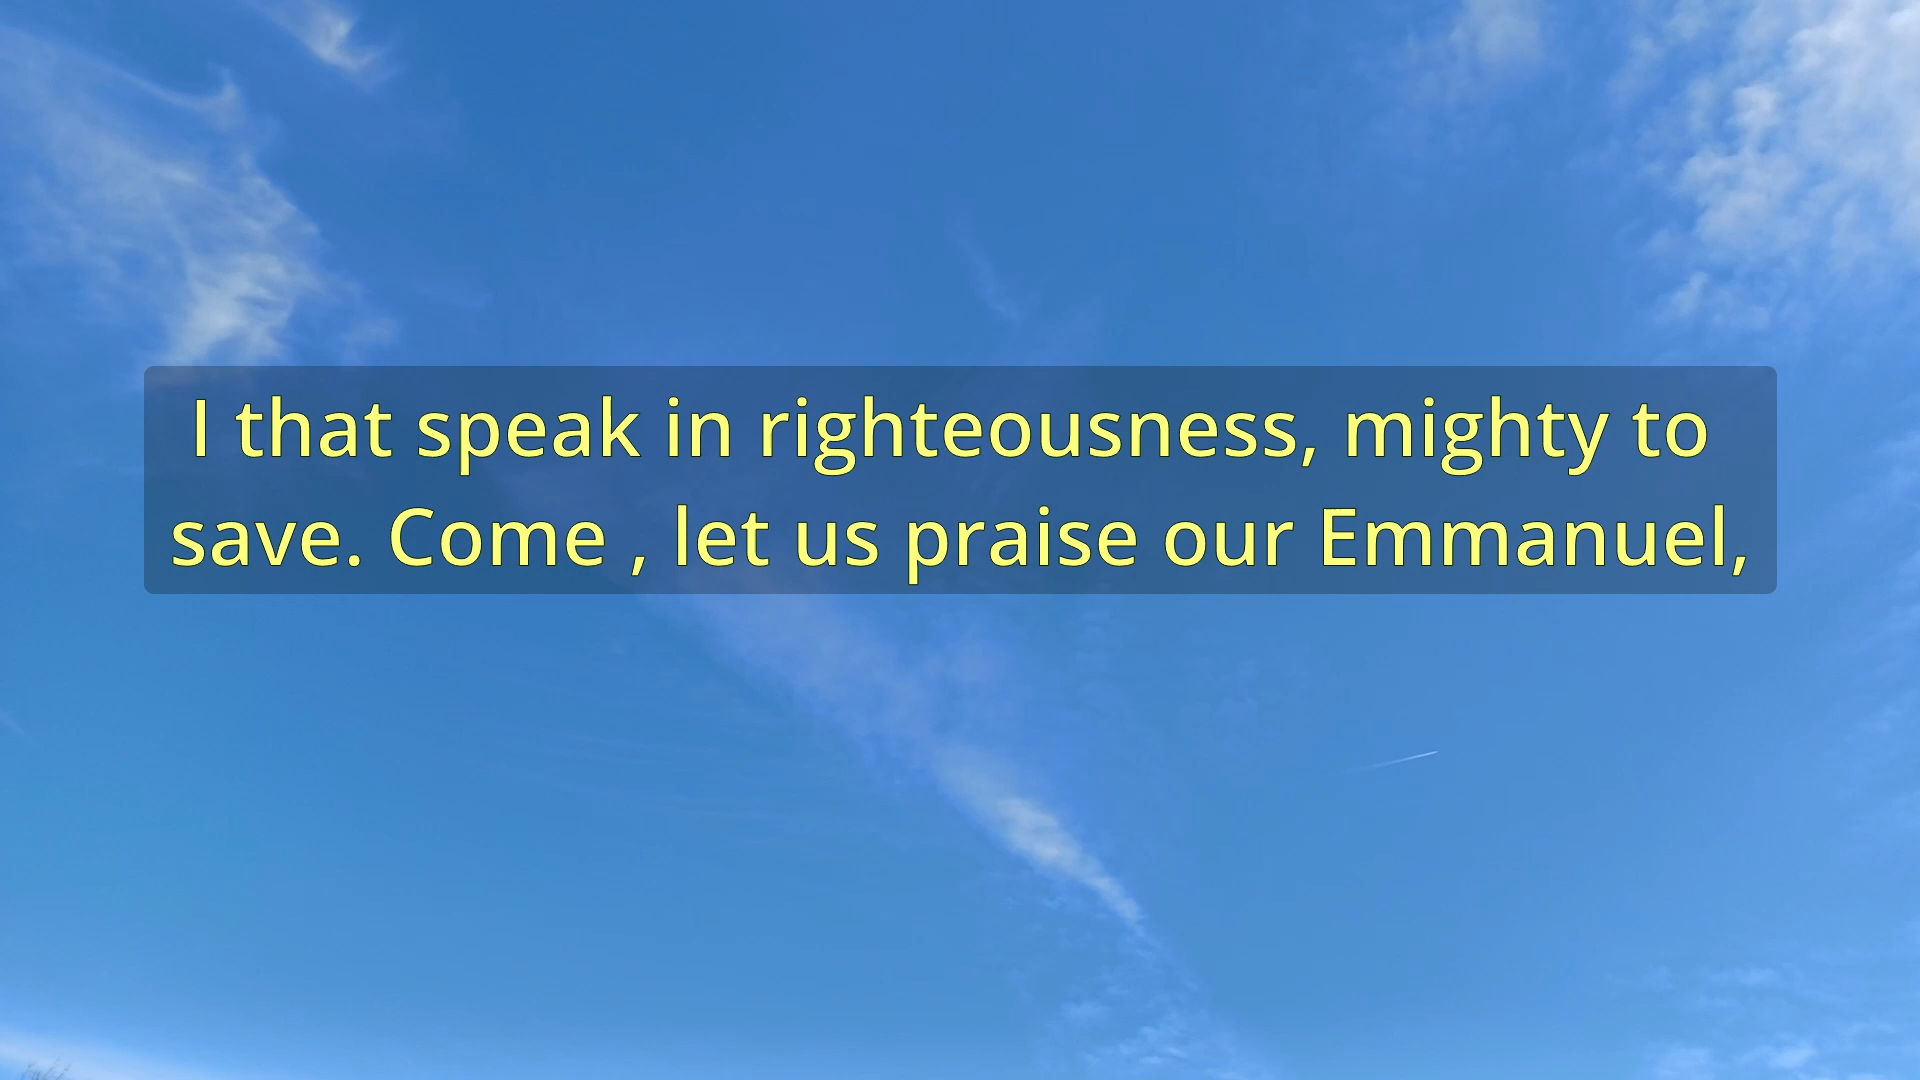 I that speak in righteousness, mighty to
save. Come , let us praise our Emmanuel,